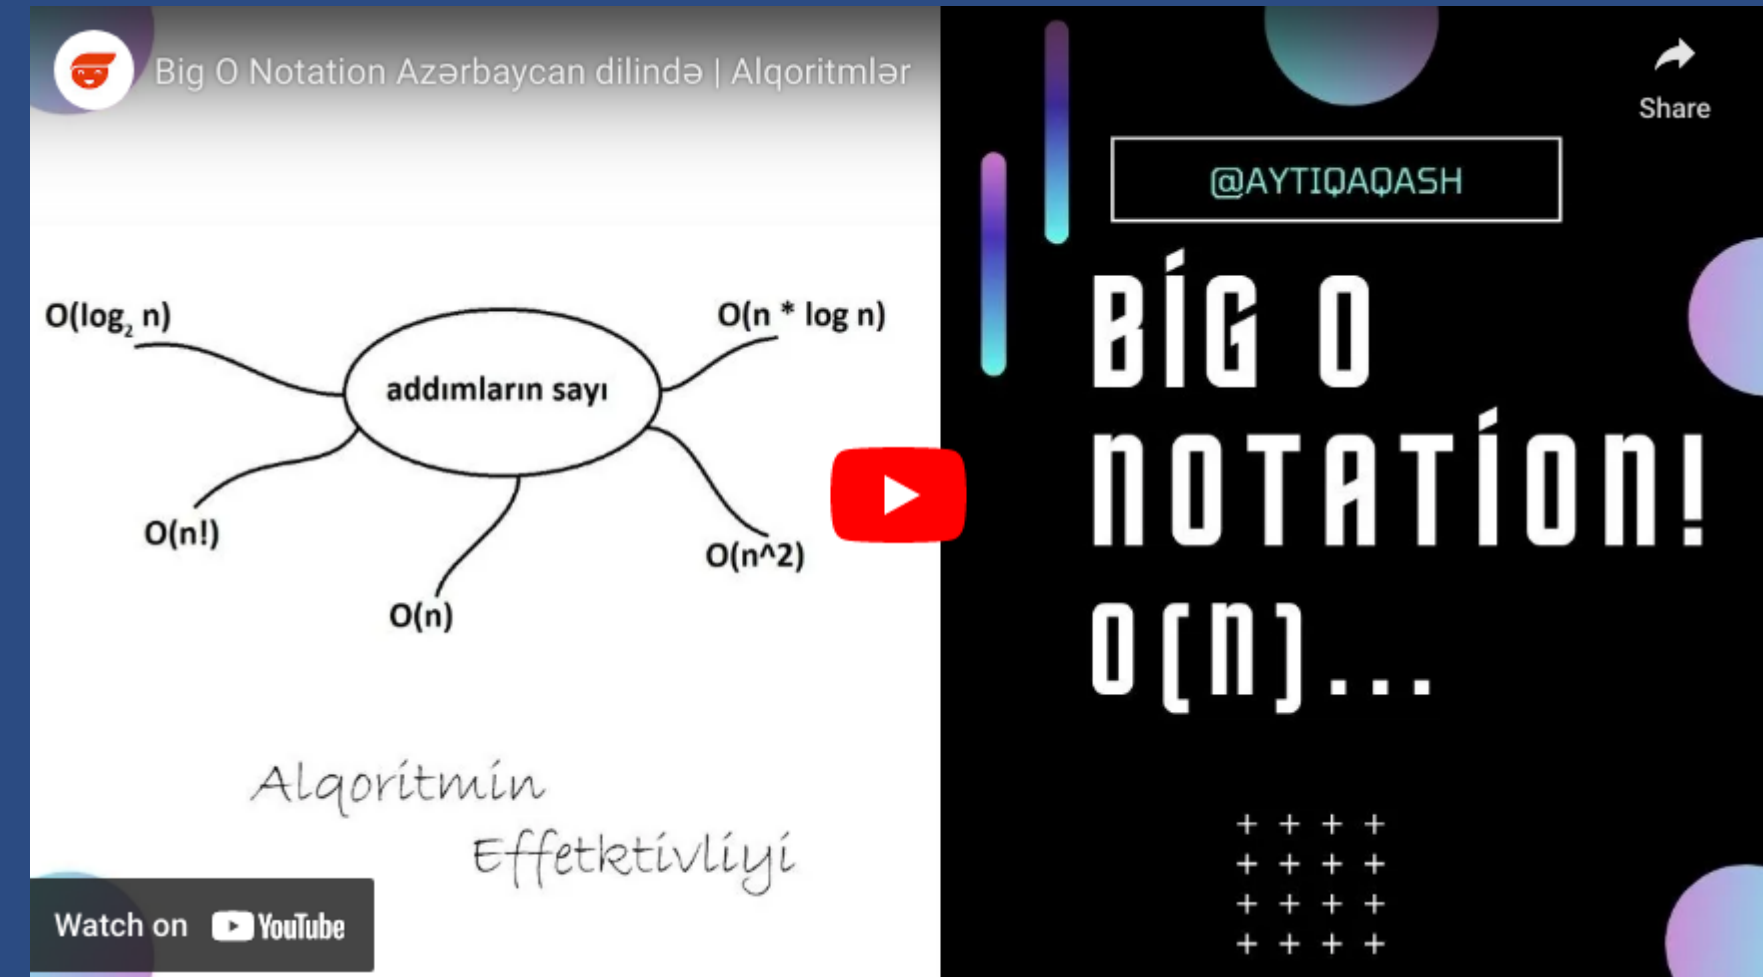 Big O Notation Azərbaycan dilində | Alqoritmlər
Share
O(log₂ n)
O(n * log n)
addımların sayı
O(n!)
O(n^2)
O(n)
Alqoritmin
Effetktivliyi
Watch on YouTube
@AYTIQAQASH
BİG O
NOTATİON!
O(N)...